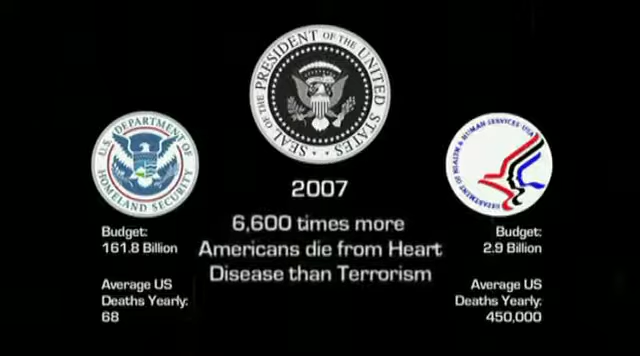 SEAL OF THE PRESIDENT OF THE UNITED STATES
U.S. DEPARTMENT OF
HOMELAND SECURITY
DEPARTMENT OF HEALTH & HUMAN SERVICES · USA
2007
6,600 times more
Americans die from Heart
Disease than Terrorism
Budget:
161.8 Billion
Average US
Deaths Yearly:
68
Budget:
2.9 Billion
Average US
Deaths Yearly:
450,000